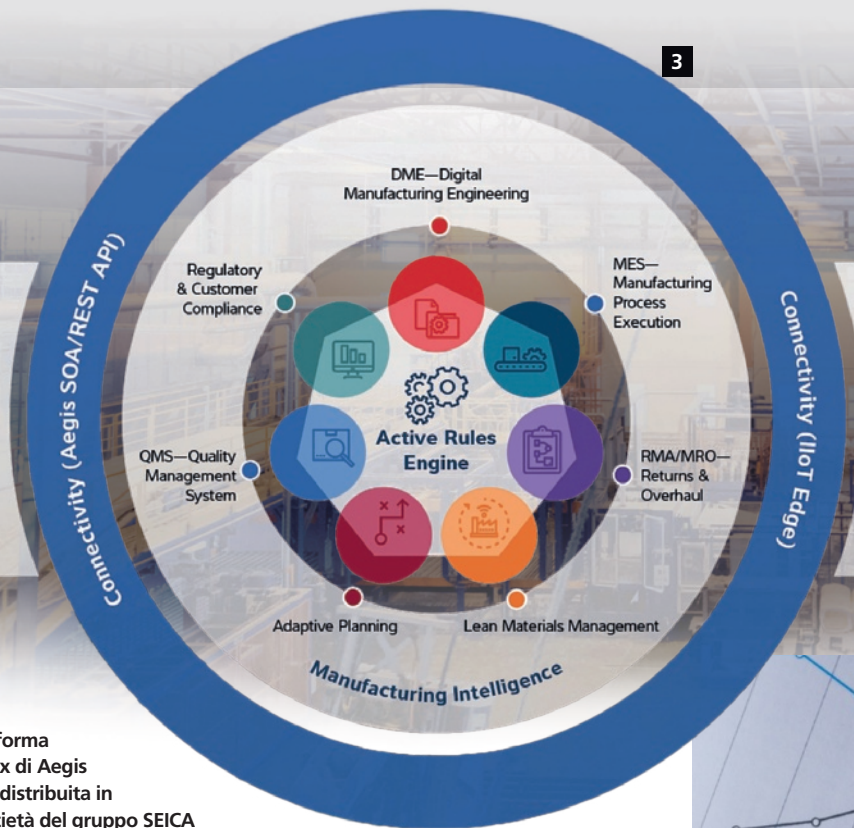 3
DME—Digital
Manufacturing Engineering
MES—
Manufacturing
Process
Execution
Regulatory
& Customer
Compliance
Active Rules
Engine
QMS—Quality
Management
System
RMA/MRO—
Returns &
Overhaul
Adaptive Planning
Lean Materials Management
Manufacturing Intelligence
Connectivity (Aegis SOA/REST API)
Connectivity (IIoT Edge)
forma
x di Aegis
distribuita in
ietà del gruppo SEICA